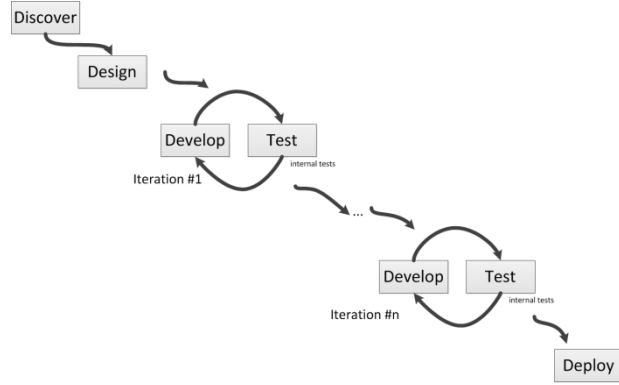 Discover
Design
Develop
Test
internal tests
Iteration #1
...
Develop
Test
internal tests
Iteration #n
Deploy